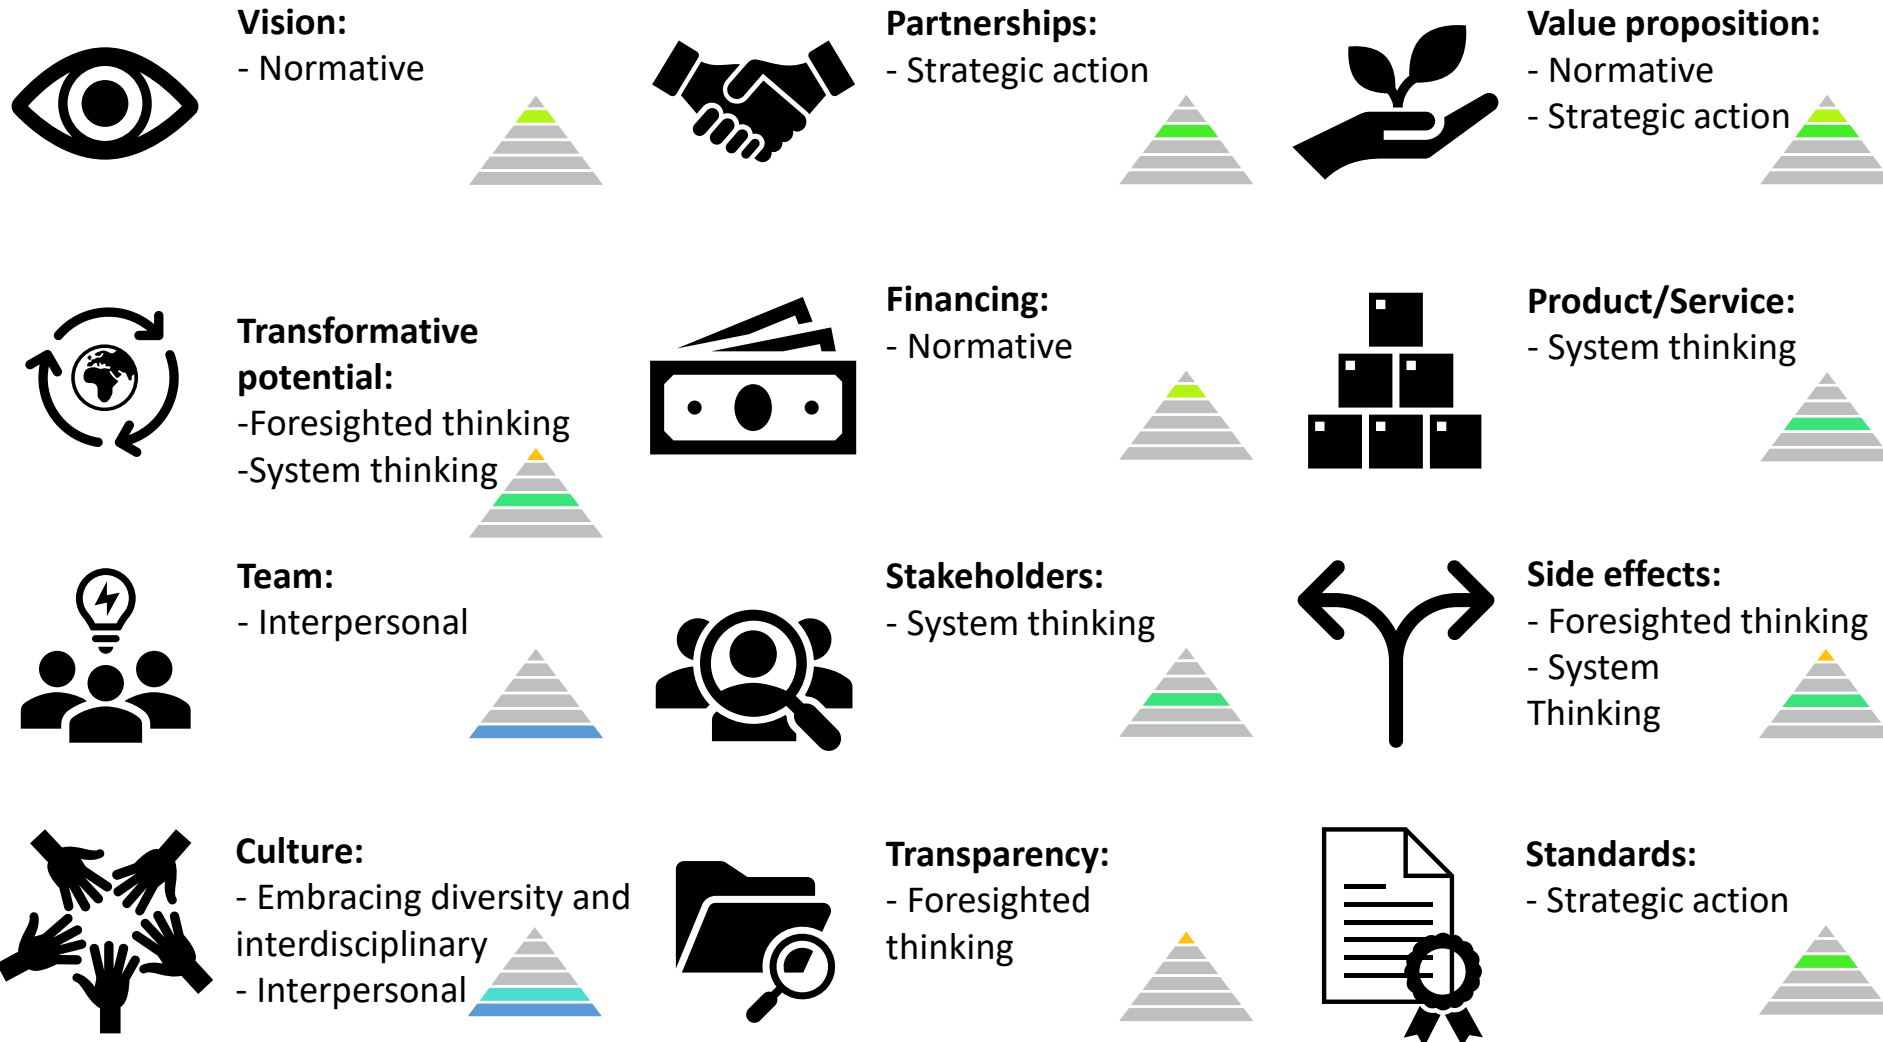 Vision:
- Normative
Partnerships:
- Strategic action
Value proposition:
- Normative
- Strategic action
Transformative
potential:
-Foresighted thinking
-System thinking
Financing:
- Normative
Product/Service:
- System thinking
Team:
- Interpersonal
Stakeholders:
- System thinking
Side effects:
- Foresighted thinking
- System
Thinking
Culture:
- Embracing diversity and
interdisciplinary
- Interpersonal
Transparency:
- Foresighted
thinking
Standards:
- Strategic action